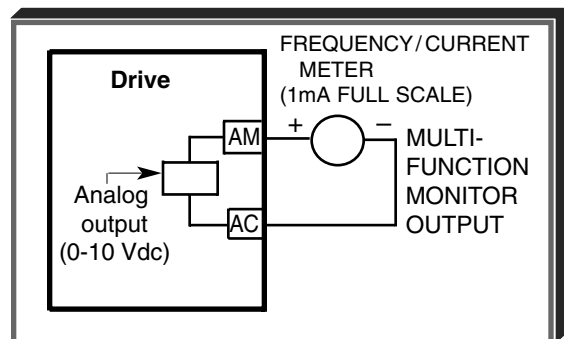 FREQUENCY/CURRENT
METER
(1mA FULL SCALE)
Drive
AM
+
–
MULTI-
FUNCTION
MONITOR
OUTPUT
Analog
output
(0-10 Vdc)
AC